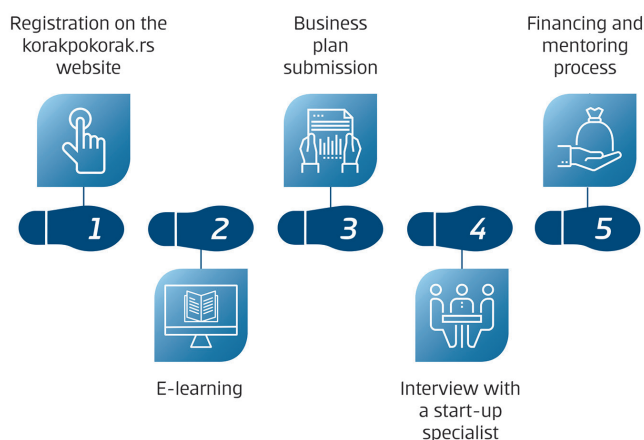 Registration on the
korakpokorak.rs
website
Business
plan
submission
Financing and
mentoring
process
1
2
3
4
5
E-learning
Interview with
a start-up
specialist